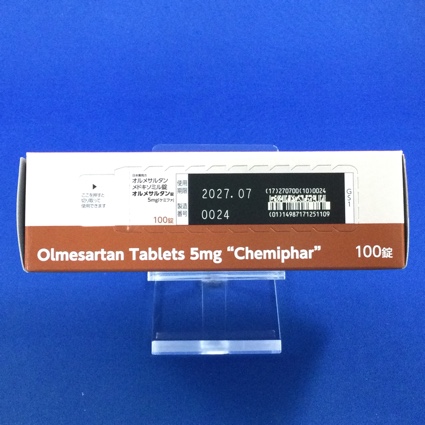 ここを押えと
切り取って
使用できます
日本薬局方
オルメサルタン
メドキソミル錠
オルメサルタン錠
5mg「ケミファ」
100錠
使用
期限
2027.07
製造
番号
0024
(17)270700(10)0024
(01)14987171251109
GS1
Olmesartan Tablets 5mg “Chemiphar”
100錠